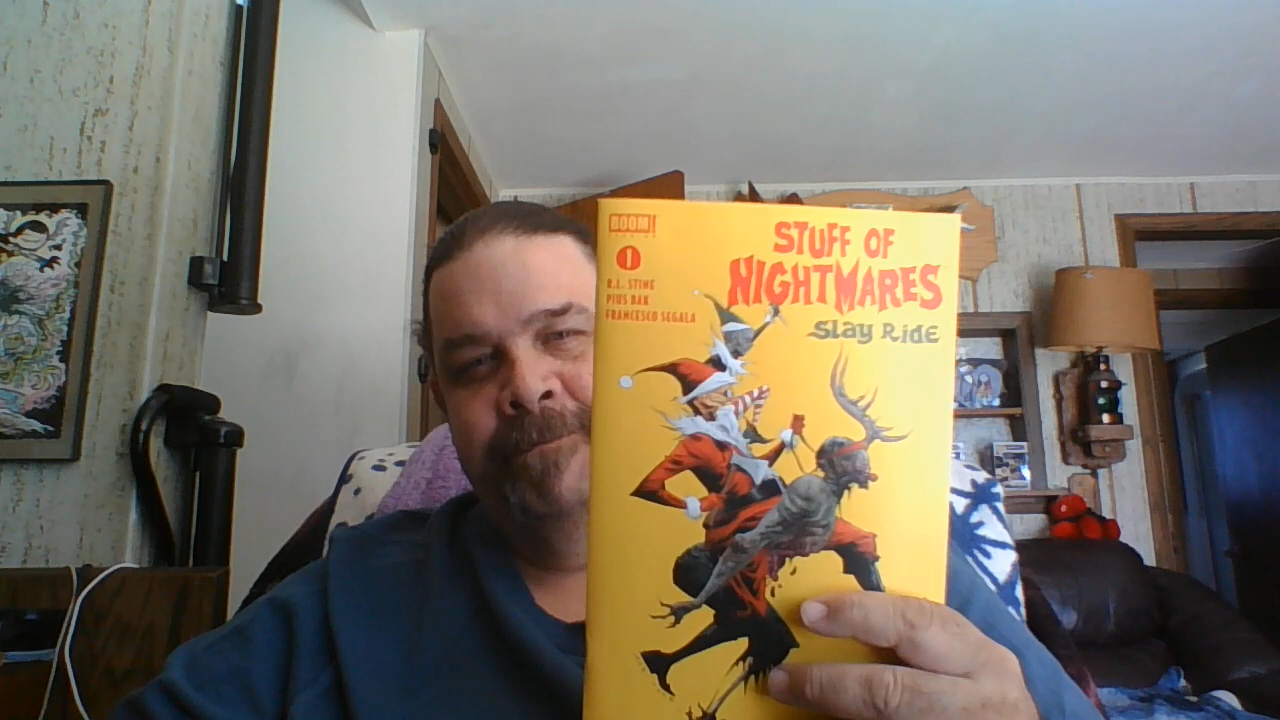 BOOM!
1
R.L. STINE
PIUS BAK
FRANCESCO SEGALA
STUFF OF
NIGHTMARES
Slay Ride